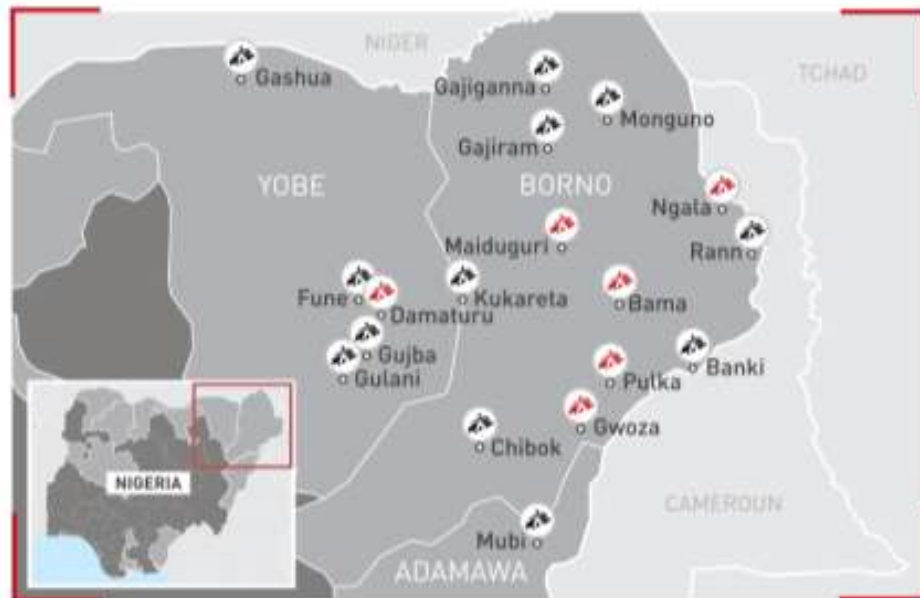 NIGER
TCHAD
Gashua
Gajiganna
Monguno
Gajiram
YOBE
BORNO
Ngala
Maiduguri
Rann
Fune
Kukareta
Bama
Damaturu
Gujba
Gulani
Banki
Pulka
Gwoza
Chibok
NIGERIA
CAMEROUN
Mubi
ADAMAWA